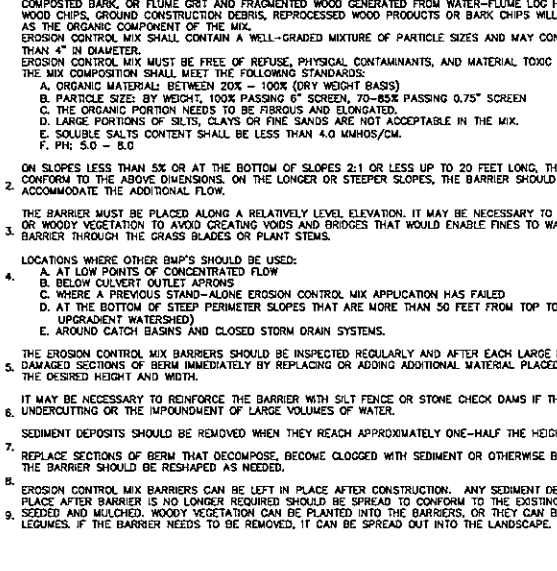 COMPOSTED BARK, OR FLUME GRIT AND FRAGMENTED WOOD GENERATED FROM WATER-FLUME LOG H
WOOD CHIPS, GROUND CONSTRUCTION DEBRIS, REPROCESSED WOOD PRODUCTS OR BARK CHIPS WILL
AS THE ORGANIC COMPONENT OF THE MIX.
EROSION CONTROL MIX SHALL CONTAIN A WELL-GRADED MIXTURE OF PARTICLE SIZES AND MAY CON
THAN 4" IN DIAMETER.
EROSION CONTROL MIX MUST BE FREE OF REFUSE, PHYSICAL CONTAMINANTS, AND MATERIAL TOXIC
THE MIX COMPOSITION SHALL MEET THE FOLLOWING STANDARDS:
A. ORGANIC MATERIAL: BETWEEN 20% - 100% (DRY WEIGHT BASIS)
B. PARTICLE SIZE: BY WEIGHT, 100% PASSING 6" SCREEN, 70-85% PASSING 0.75" SCREEN
C. THE ORGANIC PORTION NEEDS TO BE FIBROUS AND ELONGATED.
D. LARGE PORTIONS OF SILTS, CLAYS OR FINE SANDS ARE NOT ACCEPTABLE IN THE MIX.
E. SOLUBLE SALTS CONTENT SHALL BE LESS THAN 4.0 MMHOS/CM.
F. PH: 5.0 - 8.0
ON SLOPES LESS THAN 5% OR AT THE BOTTOM OF SLOPES 2:1 OR LESS UP TO 20 FEET LONG, TH
CONFORM TO THE ABOVE DIMENSIONS. ON THE LONGER OR STEEPER SLOPES, THE BARRIER SHOULD
2. ACCOMMODATE THE ADDITIONAL FLOW.
THE BARRIER MUST BE PLACED ALONG A RELATIVELY LEVEL ELEVATION. IT MAY BE NECESSARY TO
3. OR WOODY VEGETATION TO AVOID CREATING VOIDS AND BRIDGES THAT WOULD ENABLE FINES TO WA
BARRIER THROUGH THE GRASS BLADES OR PLANT STEMS.
LOCATIONS WHERE OTHER BMP'S SHOULD BE USED:
4. A. AT LOW POINTS OF CONCENTRATED FLOW
B. BELOW CULVERT OUTLET APRONS
C. WHERE A PREVIOUS STAND-ALONE EROSION CONTROL MIX APPLICATION HAS FAILED
D. AT THE BOTTOM OF STEEP PERIMETER SLOPES THAT ARE MORE THAN 50 FEET FROM TOP TO
UPGRADIENT WATERSHED)
E. AROUND CATCH BASINS AND CLOSED STORM DRAIN SYSTEMS.
THE EROSION CONTROL MIX BARRIERS SHOULD BE INSPECTED REGULARLY AND AFTER EACH LARGE
5. DAMAGED SECTIONS OF BERM IMMEDIATELY BY REPLACING OR ADDING ADDITIONAL MATERIAL PLACED
THE DESIRED HEIGHT AND WIDTH.
IT MAY BE NECESSARY TO REINFORCE THE BARRIER WITH SILT FENCE OR STONE CHECK DAMS IF TH
6. UNDERCUTTING OR THE IMPOUNDMENT OF LARGE VOLUMES OF WATER.
SEDIMENT DEPOSITS SHOULD BE REMOVED WHEN THEY REACH APPROXIMATELY ONE-HALF THE HEIG
7.
REPLACE SECTIONS OF BERM THAT DECOMPOSE, BECOME CLOGGED WITH SEDIMENT OR OTHERWISE B
THE BARRIER SHOULD BE RESHAPED AS NEEDED.
8.
EROSION CONTROL MIX BARRIERS CAN BE LEFT IN PLACE AFTER CONSTRUCTION. ANY SEDIMENT DE
PLACE AFTER BARRIER IS NO LONGER REQUIRED SHOULD BE SPREAD TO CONFORM TO THE EXISTING
9. SEEDED AND MULCHED. WOODY VEGETATION CAN BE PLANTED INTO THE BARRIERS, OR THEY CAN B
LEGUMES. IF THE BARRIER NEEDS TO BE REMOVED, IT CAN BE SPREAD OUT INTO THE LANDSCAPE.